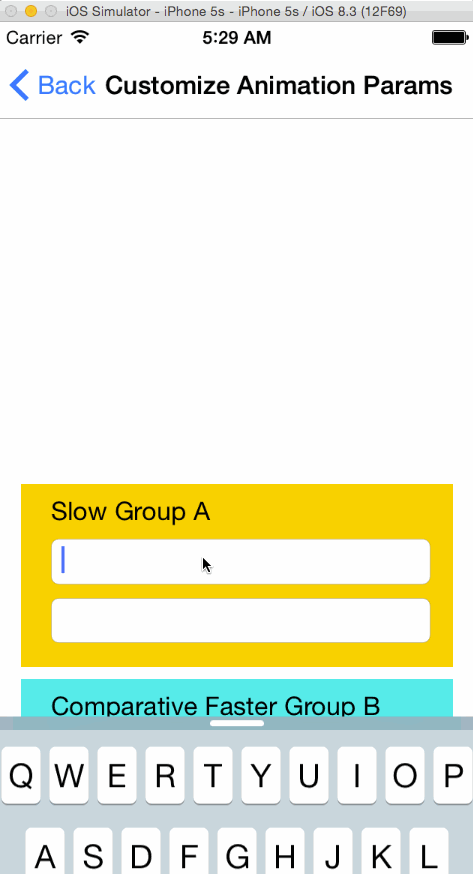 iOS Simulator - iPhone 5s - iPhone 5s / iOS 8.3 (12F69)
Carrier 5:29 AM
Back Customize Animation Params
Slow Group A
Comparative Faster Group B
Q W E R T Y U I O P
A S D F G H J K L